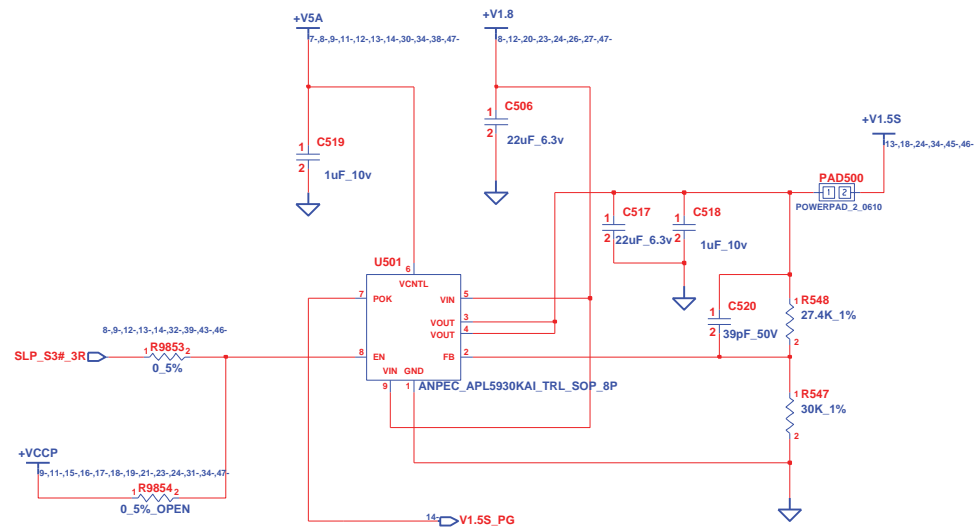 +V5A
7-,8-,9-,11-,12-,13-,14-,30-,34-,38-,47-
+V1.8
8-,12-,20-,23-,24-,26-,27-,47-
1
C506
2
22uF_6.3v
1
C519
2
1uF_10v
+V1.5S
13-,18-,24-,34-,45-,46-
PAD500
1 2
POWERPAD_2_0610
1
C517
2
22uF_6.3v
1
C518
2
1uF_10v
U501
6
VCNTL
7
POK
VIN
5
VOUT
3
VOUT
4
8
EN
FB
2
VIN GND
9
1
ANPEC_APL5930KAI_TRL_SOP_8P
1
C520
2
39pF_50V
1
R548
27.4K_1%
2
1
R547
30K_1%
2
8-,9-,12-,13-,14-,32-,39-,43-,46-
SLP_S3#_3R
1
R9853
2
0_5%
+VCCP
9-,11-,15-,16-,17-,18-,19-,21-,23-,24-,31-,34-,47-
1
R9854
2
0_5%_OPEN
14-
V1.5S_PG